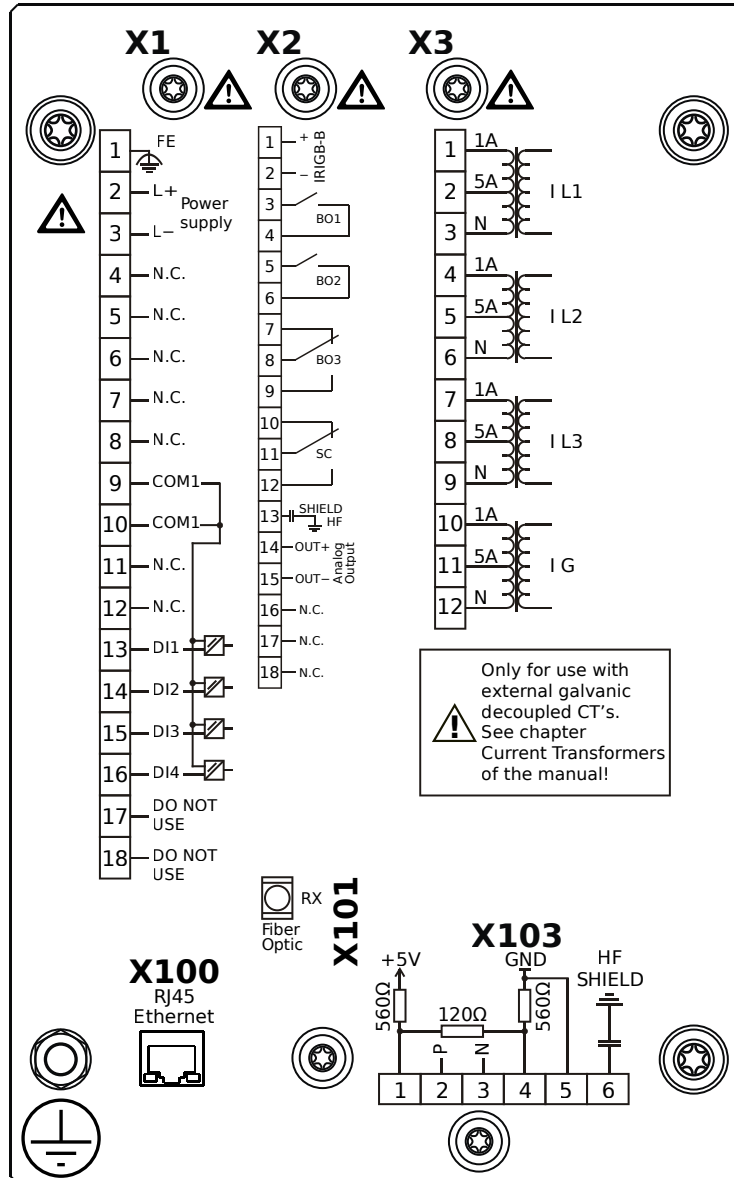 X1
1 FE
2 L+
Power
supply
3 L−
4 N.C.
5 N.C.
6 N.C.
7 N.C.
8 N.C.
9 COM1
10 COM1
11 N.C.
12 N.C.
13 DI1
14 DI2
15 DI3
16 DI4
17 DO NOT
USE
18 DO NOT
USE
X2
1 +
IRIGB-B
2 −
3
BO1
4
5
BO2
6
7
8 BO3
9
10
11 SC
12
13 SHIELD
HF
14 OUT+
Analog
Output
15 OUT−
16 N.C.
17 N.C.
18 N.C.
X3
1 1A
2 5A I L1
3 N
4 1A
5 5A I L2
6 N
7 1A
8 5A I L3
9 N
10 1A
11 5A I G
12 N
Only for use with
external galvanic
decoupled CT’s.
See chapter
Current Transformers
of the manual!
RX
Fiber
Optic
X101
X100
RJ45
Ethernet
X103
+5V
GND
HF
SHIELD
560Ω
120Ω
560Ω
P
N
1 2 3 4 5 6